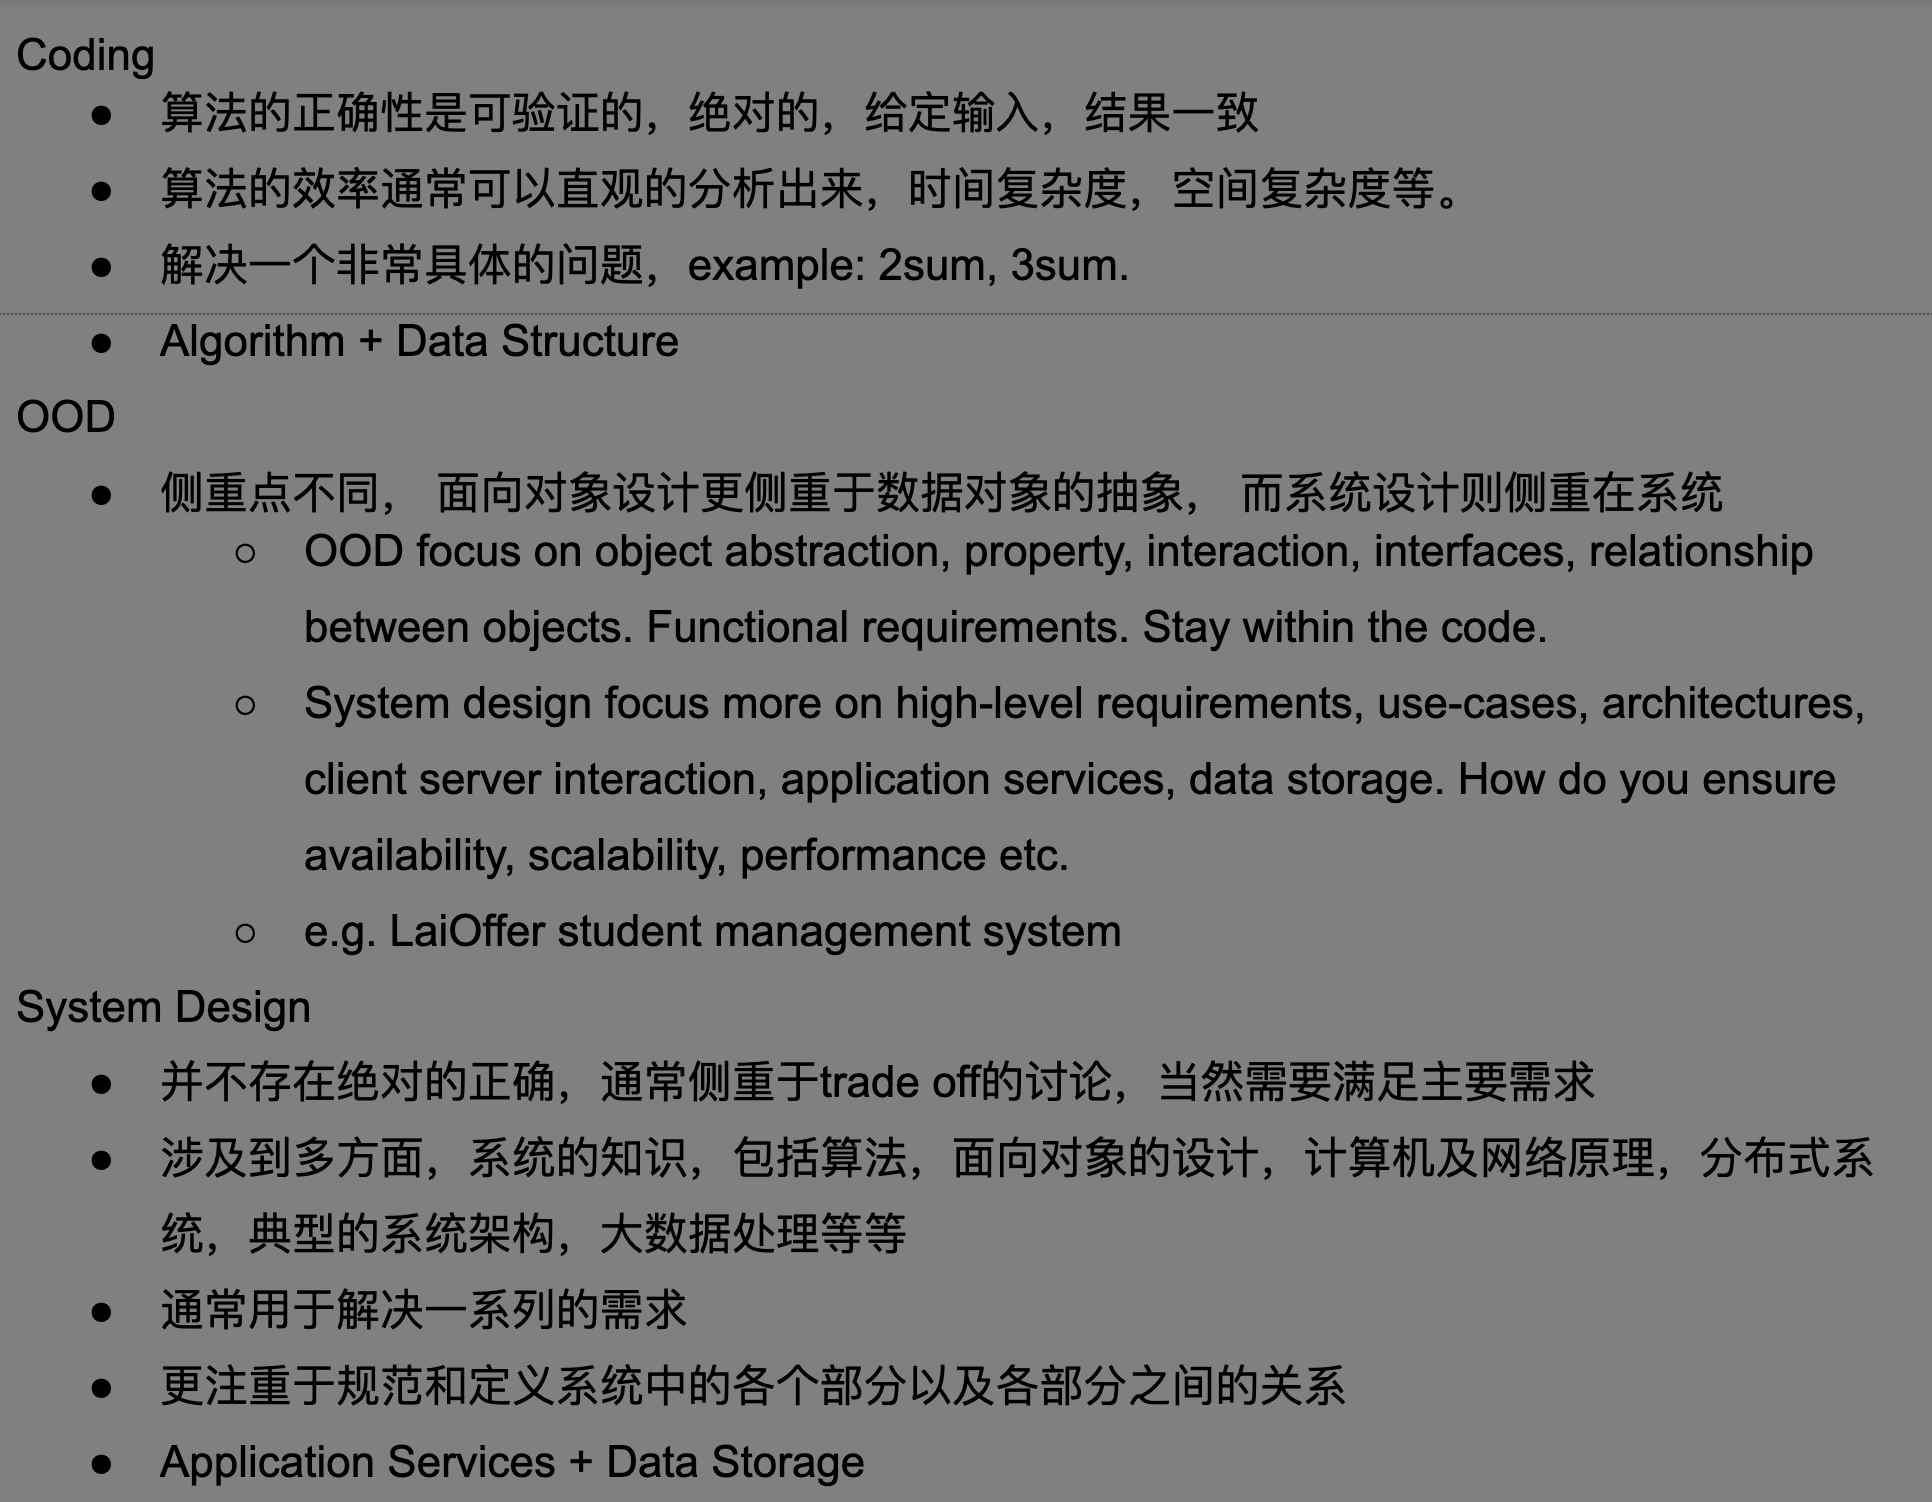 Coding
● 算法的正确性是可验证的，绝对的，给定输入，结果一致
● 算法的效率通常可以直观的分析出来，时间复杂度，空间复杂度等。
● 解决一个非常具体的问题，example: 2sum, 3sum.
● Algorithm + Data Structure
OOD
● 侧重点不同， 面向对象设计更侧重于数据对象的抽象， 而系统设计则侧重在系统
○ OOD focus on object abstraction, property, interaction, interfaces, relationship
between objects. Functional requirements. Stay within the code.
○ System design focus more on high-level requirements, use-cases, architectures,
client server interaction, application services, data storage. How do you ensure
availability, scalability, performance etc.
○ e.g. LaiOffer student management system
System Design
● 并不存在绝对的正确，通常侧重于trade off的讨论，当然需要满足主要需求
● 涉及到多方面，系统的知识，包括算法，面向对象的设计，计算机及网络原理，分布式系
统，典型的系统架构，大数据处理等等
● 通常用于解决一系列的需求
● 更注重于规范和定义系统中的各个部分以及各部分之间的关系
● Application Services + Data Storage